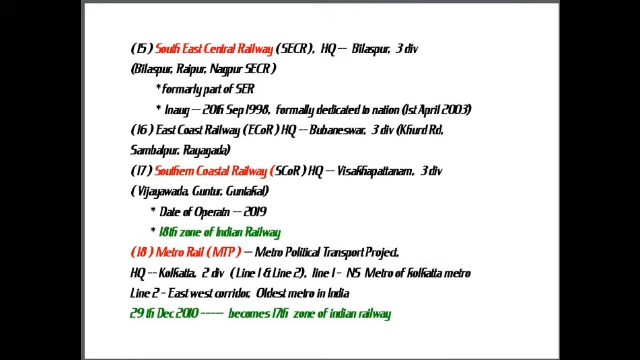 (15) South East Central Railway (SECR), HQ -- Bilaspur, 3 div
(Bilaspur, Raipur, Nagpur SECR )
*formarly part of SER
* Inaug -- 20th Sep 1998, formally dedicated to nation (1st April 2003)
(16) East Coast Railway (ECoR) HQ -- Bubaneswar, 3 div (Khurd Rd,
Sambalpur, Rayagada)
(17) Southern Coastal Railway (SCoR) HQ -- Visakhapattanam, 3 div
( Vijayawada, Guntur, Guntakal)
* Date of Operatn -- 2019
* 18th zone of Indian Railway
(18) Metro Rail (MTP) -- Metro Political Transport Project,
HQ -- Kolkatta, 2 div ( Line 1 & Line 2), line 1 - NS Metro of Kolkatta metro
Line 2 - East west corridor, Oldest metro in India
29 th Dec 2010 ----- becomes 17th zone of indian railway